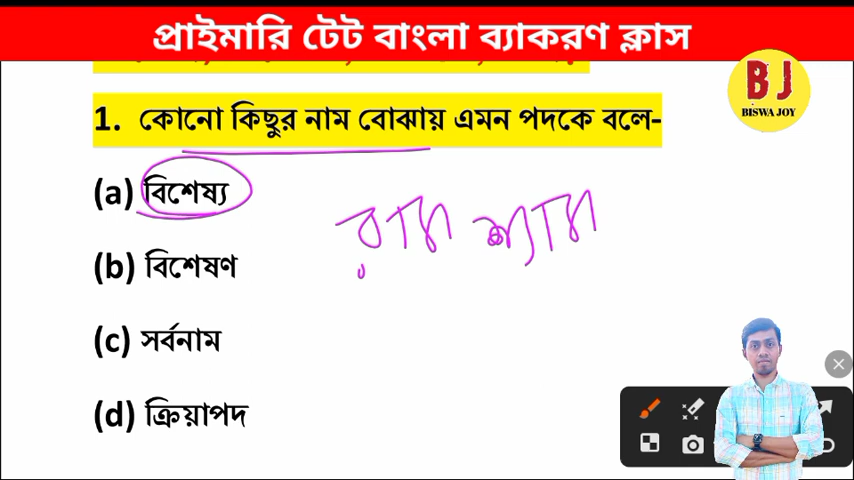 প্রাইমারি টেট বাংলা ব্যাকরণ ক্লাস
BJ
BISWA JOY
1. কোনো কিছুর নাম বোঝায় এমন পদকে বলে-
(a) বিশেষ্য
রাম শ্যাম
(b) বিশেষণ
(c) সর্বনাম
(d) ক্রিয়াপদ